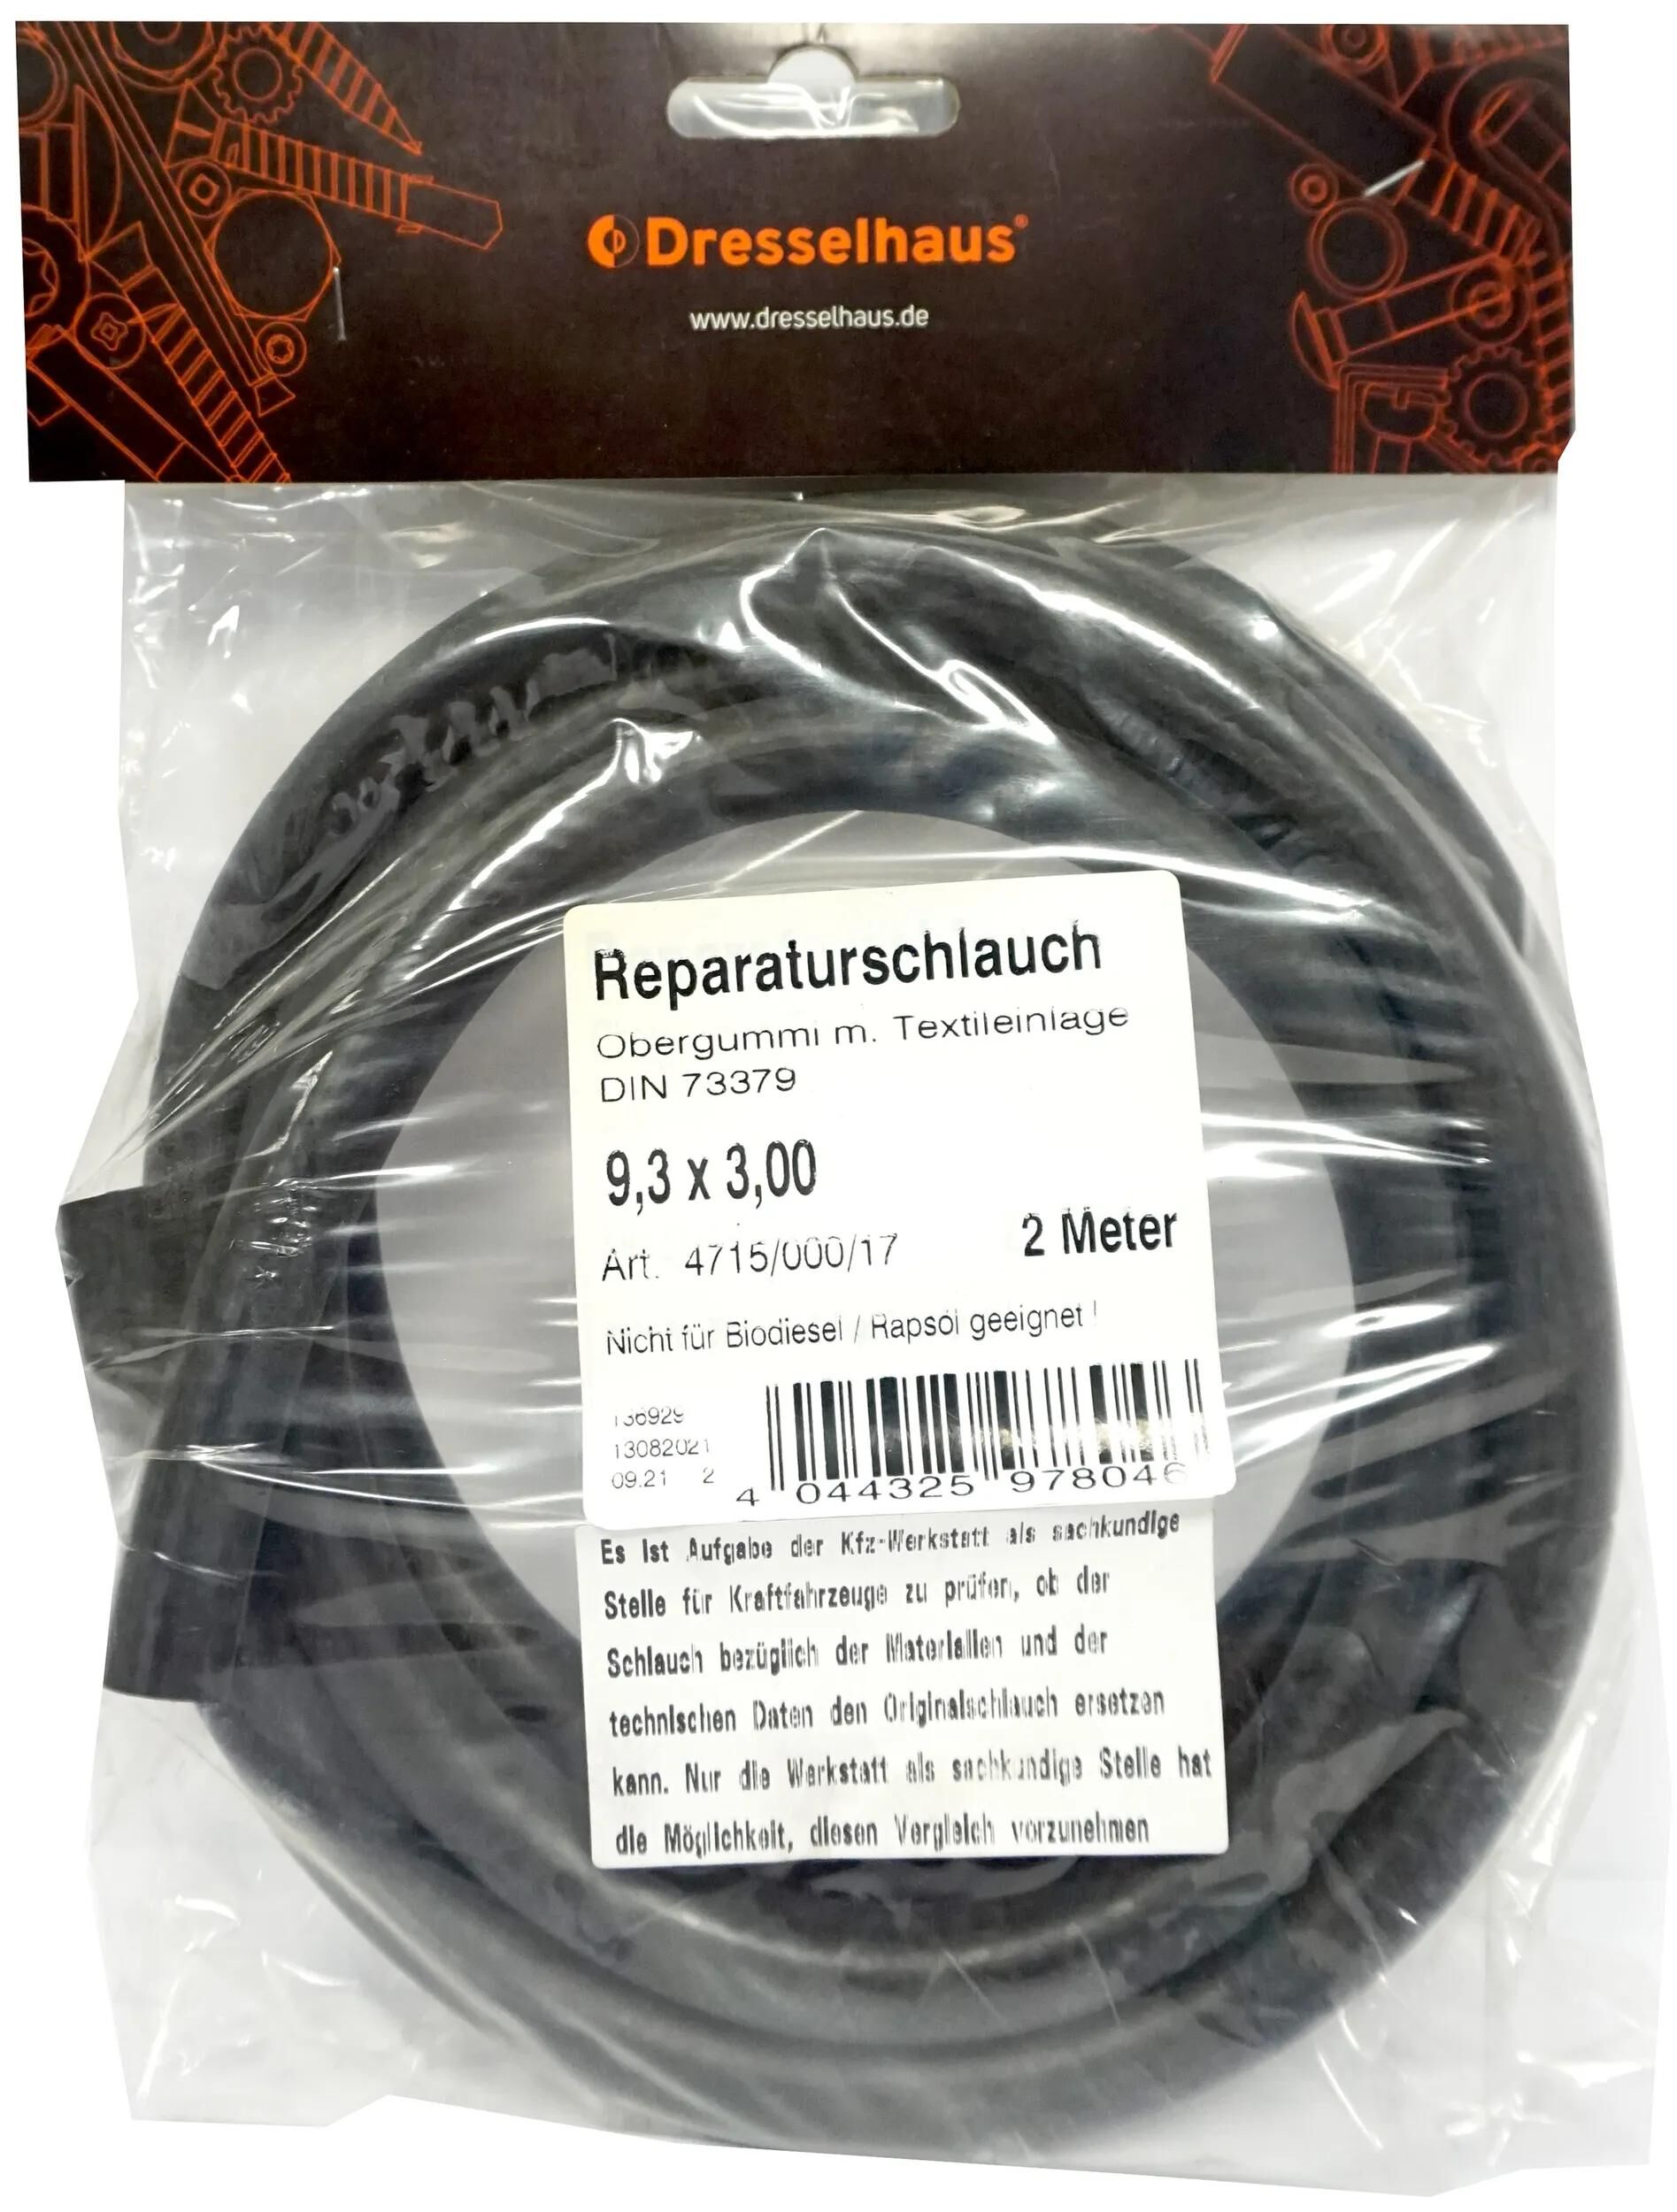 Dresselhaus®
www.dresselhaus.de
Reparaturschlauch
Obergummi m. Textileinlage
DIN 73379
9,3 x 3,00
2 Meter
Art. 4715/000/17
Nicht für Biodiesel / Rapsöl geeignet !
136929
13082021
09.21 2
4 044325 978046
Es ist Aufgabe der Kfz-Werkstatt als sachkundige
Stelle für Kraftfahrzeuge zu prüfen, ob der
Schlauch bezüglich der Materialien und der
technischen Daten den Originalschlauch ersetzen
kann. Nur die Werkstatt als sachkundige Stelle hat
die Möglichkeit, diesen Vergleich vorzunehmen